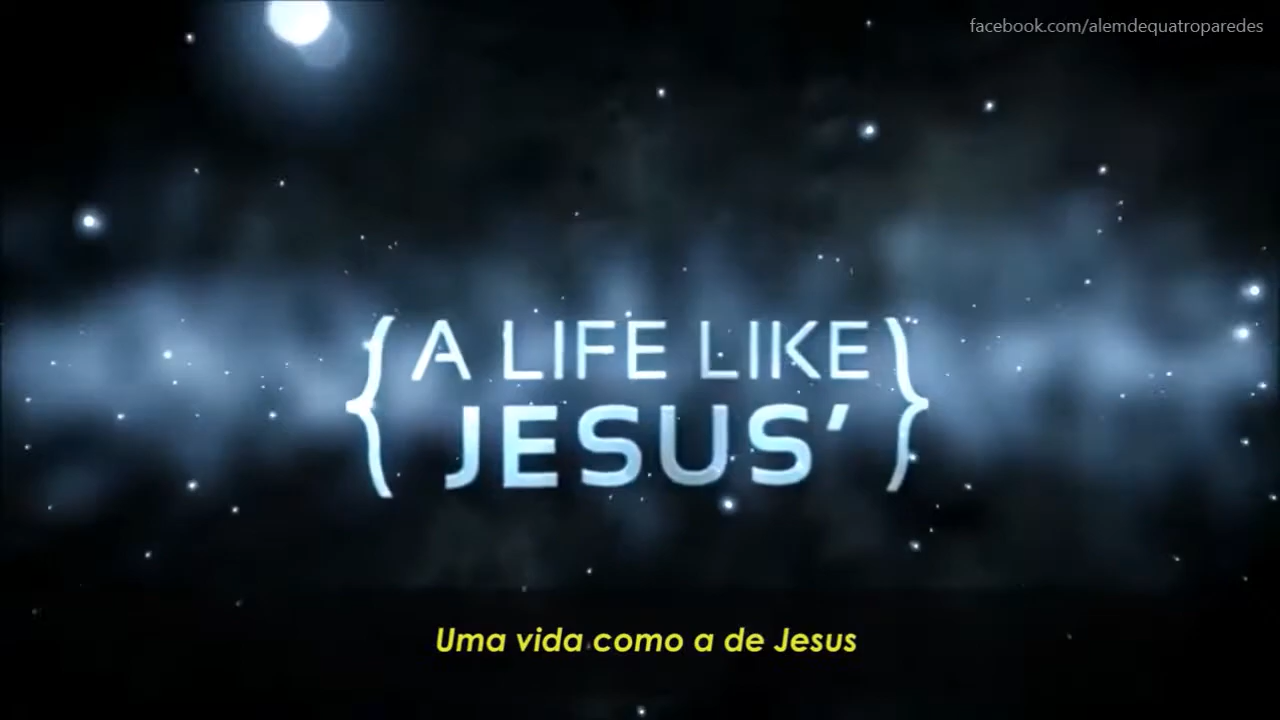 facebook.com/alemdequatroparedes
{A LIFE LIKE
JESUS’}
Uma vida como a de Jesus